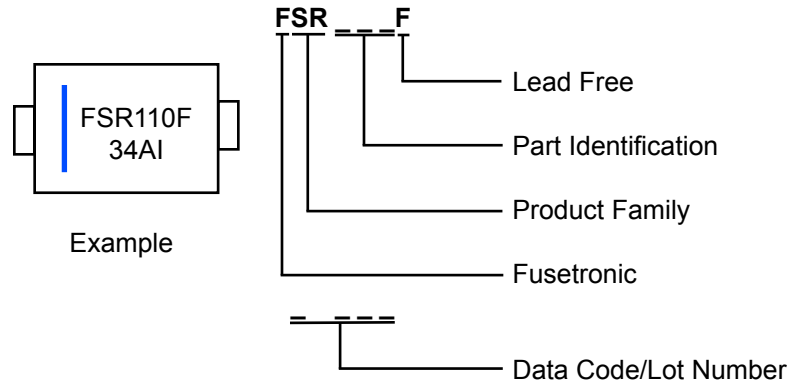 FSR F
FSR110F
34AI
Example
Lead Free
Part Identification
Product Family
Fusetronic
Data Code/Lot Number